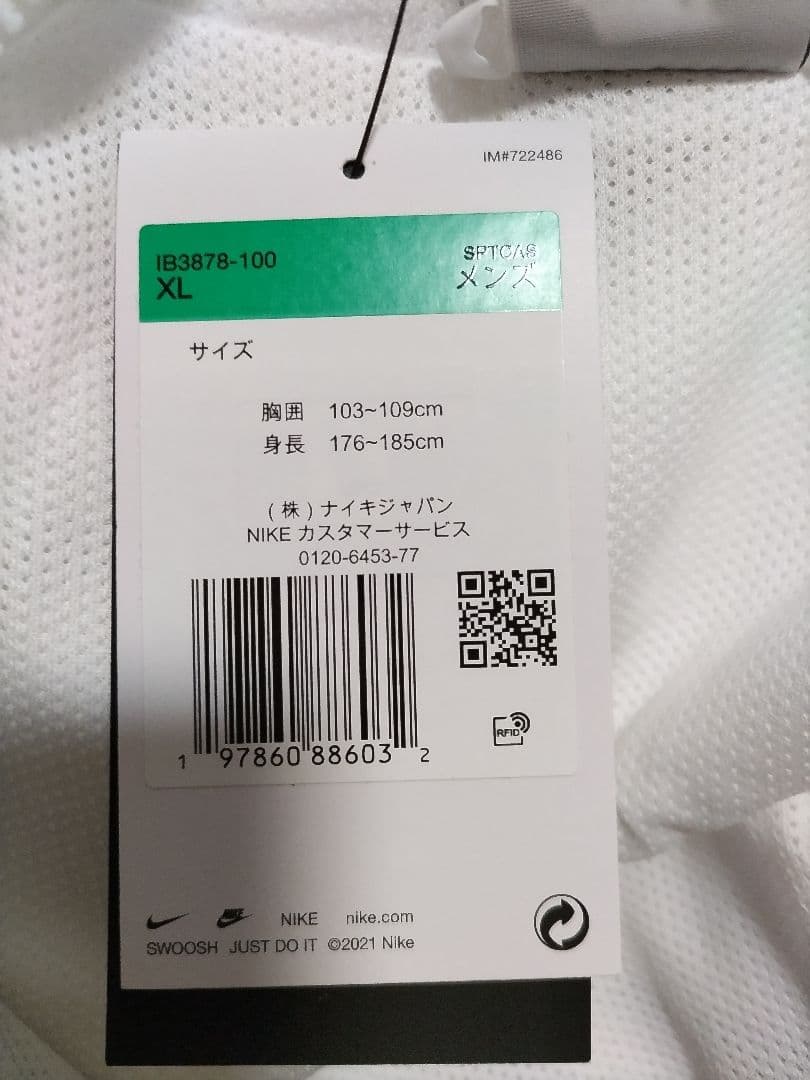 IM#722486
IB3878-100
SPTCAS
XL
メンズ
サイズ
胸囲 103~109cm
身長 176~185cm
(株)ナイキジャパン
NIKE カスタマーサービス
0120-6453-77
RFID
1 97860 88603 2
NIKE nike.com
SWOOSH JUST DO IT ©2021 Nike